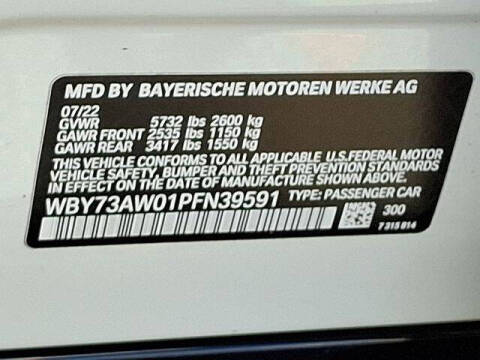 MFD BY BAYERISCHE MOTOREN WERKE AG
07/22
GVWR 5732 lbs 2600 kg
GAWR FRONT 2535 lbs 1150 kg
GAWR REAR 3417 lbs 1550 kg
THIS VEHICLE CONFORMS TO ALL APPLICABLE U.S.FEDERAL MOTOR
VEHICLE SAFETY, BUMPER AND THEFT PREVENTION STANDARDS
IN EFFECT ON THE DATE OF MANUFACTURE SHOWN ABOVE.
WBY73AW01PFN39591 TYPE: PASSENGER CAR
300
7 315 814